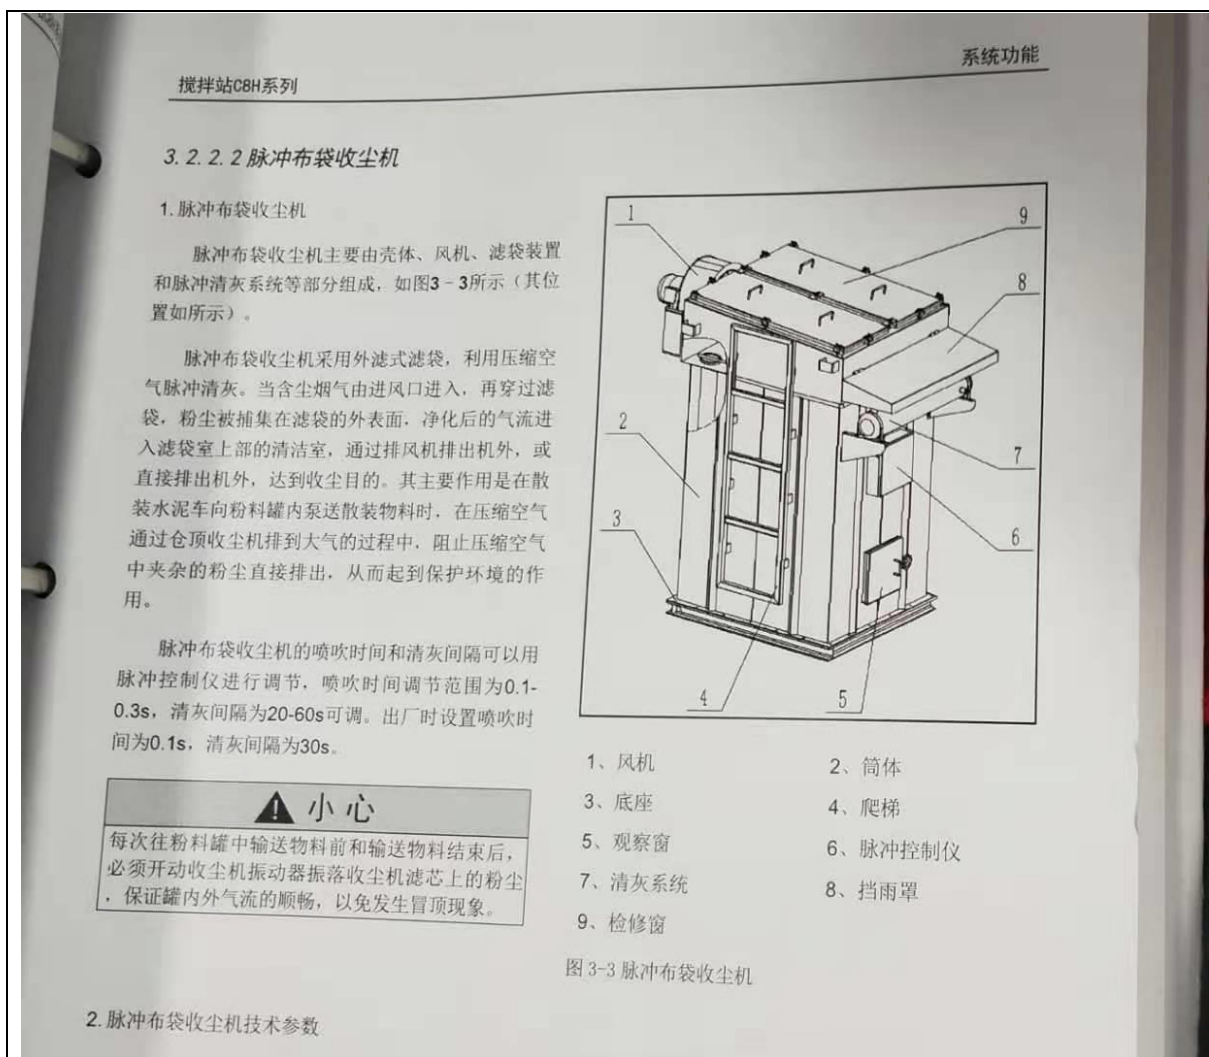 搅拌站C8H系列
系统功能
3.2.2.2 脉冲布袋收尘机
1. 脉冲布袋收尘机
脉冲布袋收尘机主要由壳体、风机、滤袋装置
和脉冲清灰系统等部分组成，如图3-3所示（其位
置如所示）。
脉冲布袋收尘机采用外滤式滤袋，利用压缩空
气脉冲清灰。当含尘烟气由进风口进入，再穿过滤
袋，粉尘被捕集在滤袋的外表面，净化后的气流进
入滤袋室上部的清洁室，通过排风机排出机外，或
直接排出机外，达到收尘目的。其主要作用是在散
装水泥车向粉料罐内泵送散装物料时，在压缩空气
通过仓顶收尘机排到大气的过程中，阻止压缩空气
中夹杂的粉尘直接排出，从而起到保护环境的作
用。
脉冲布袋收尘机的喷吹时间和清灰间隔可以用
脉冲控制仪进行调节，喷吹时间调节范围为0.1-
0.3s，清灰间隔为20-60s可调。出厂时设置喷吹时
间为0.1s，清灰间隔为30s。
小心
每次往粉料罐中输送物料前和输送物料结束后，
必须开动收尘机振动器振落收尘机滤芯上的粉尘
，保证罐内外气流的顺畅，以免发生冒顶现象。
2. 脉冲布袋收尘机技术参数
1
9
8
2
7
3
6
4
5
1、风机
2、筒体
3、底座
4、爬梯
5、观察窗
6、脉冲控制仪
7、清灰系统
8、挡雨罩
9、检修窗
图 3-3 脉冲布袋收尘机